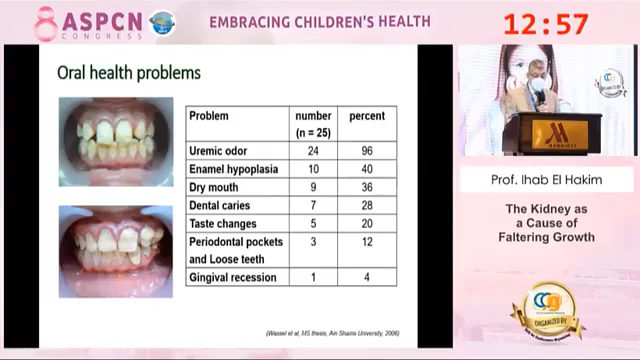 8 ASPCN
CONGRESS
EMBRACING CHILDREN'S HEALTH
12:57
Oral health problems
Problem number (n = 25) percent
Uremic odor 24 96
Enamel hypoplasia 10 40
Dry mouth 9 36
Dental caries 7 28
Taste changes 5 20
Periodontal pockets and Loose teeth 3 12
Gingival recession 1 4
(Wassel et al, MS thesis, Ain Shams University, 2006)
MARRIOTT
Prof. Ihab El Hakim
The Kidney as
a Cause of
Faltering Growth
ORGANIZED BY